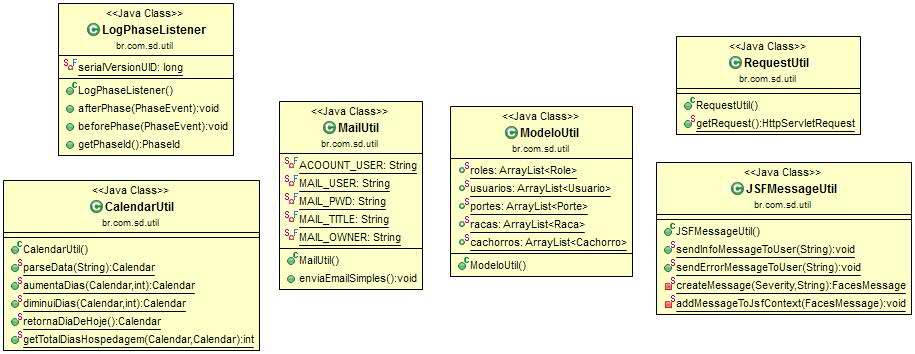 <<Java Class>>
LogPhaseListener
br.com.sd.util
serialVersionUID: long
LogPhaseListener()
afterPhase(PhaseEvent):void
beforePhase(PhaseEvent):void
getPhaseId():PhaseId
<<Java Class>>
CalendarUtil
br.com.sd.util
CalendarUtil()
parseData(String):Calendar
aumentaDias(Calendar,int):Calendar
diminuiDias(Calendar,int):Calendar
retornaDiaDeHoje():Calendar
getTotalDiasHospedagem(Calendar,Calendar):int
<<Java Class>>
MailUtil
br.com.sd.util
ACOOUNT_USER: String
MAIL_USER: String
MAIL_PWD: String
MAIL_TITLE: String
MAIL_OWNER: String
MailUtil()
enviaEmailSimples():void
<<Java Class>>
ModeloUtil
br.com.sd.util
roles: ArrayList<Role>
usuarios: ArrayList<Usuario>
portes: ArrayList<Porte>
racas: ArrayList<Raca>
cachorros: ArrayList<Cachorro>
ModeloUtil()
<<Java Class>>
RequestUtil
br.com.sd.util
RequestUtil()
getRequest():HttpServletRequest
<<Java Class>>
JSFMessageUtil
br.com.sd.util
JSFMessageUtil()
sendInfoMessageToUser(String):void
sendErrorMessageToUser(String):void
createMessage(Severity,String):FacesMessage
addMessageToJsfContext(FacesMessage):void